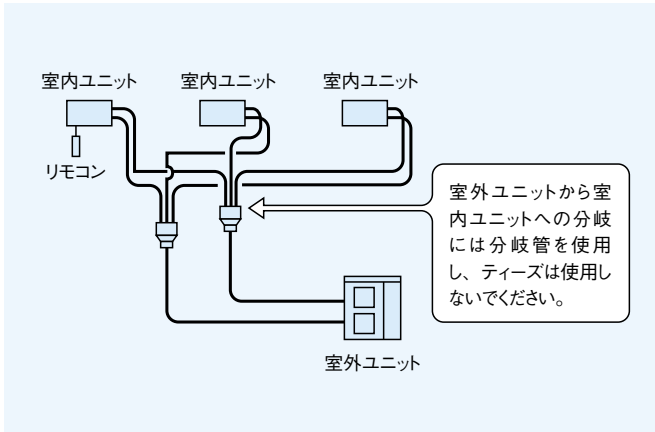 室内ユニット 室内ユニット 室内ユニット
リモコン
室外ユニットから室
内ユニットへの分岐
には分岐管を使用
し、ティーズは使用し
ないでください。
室外ユニット